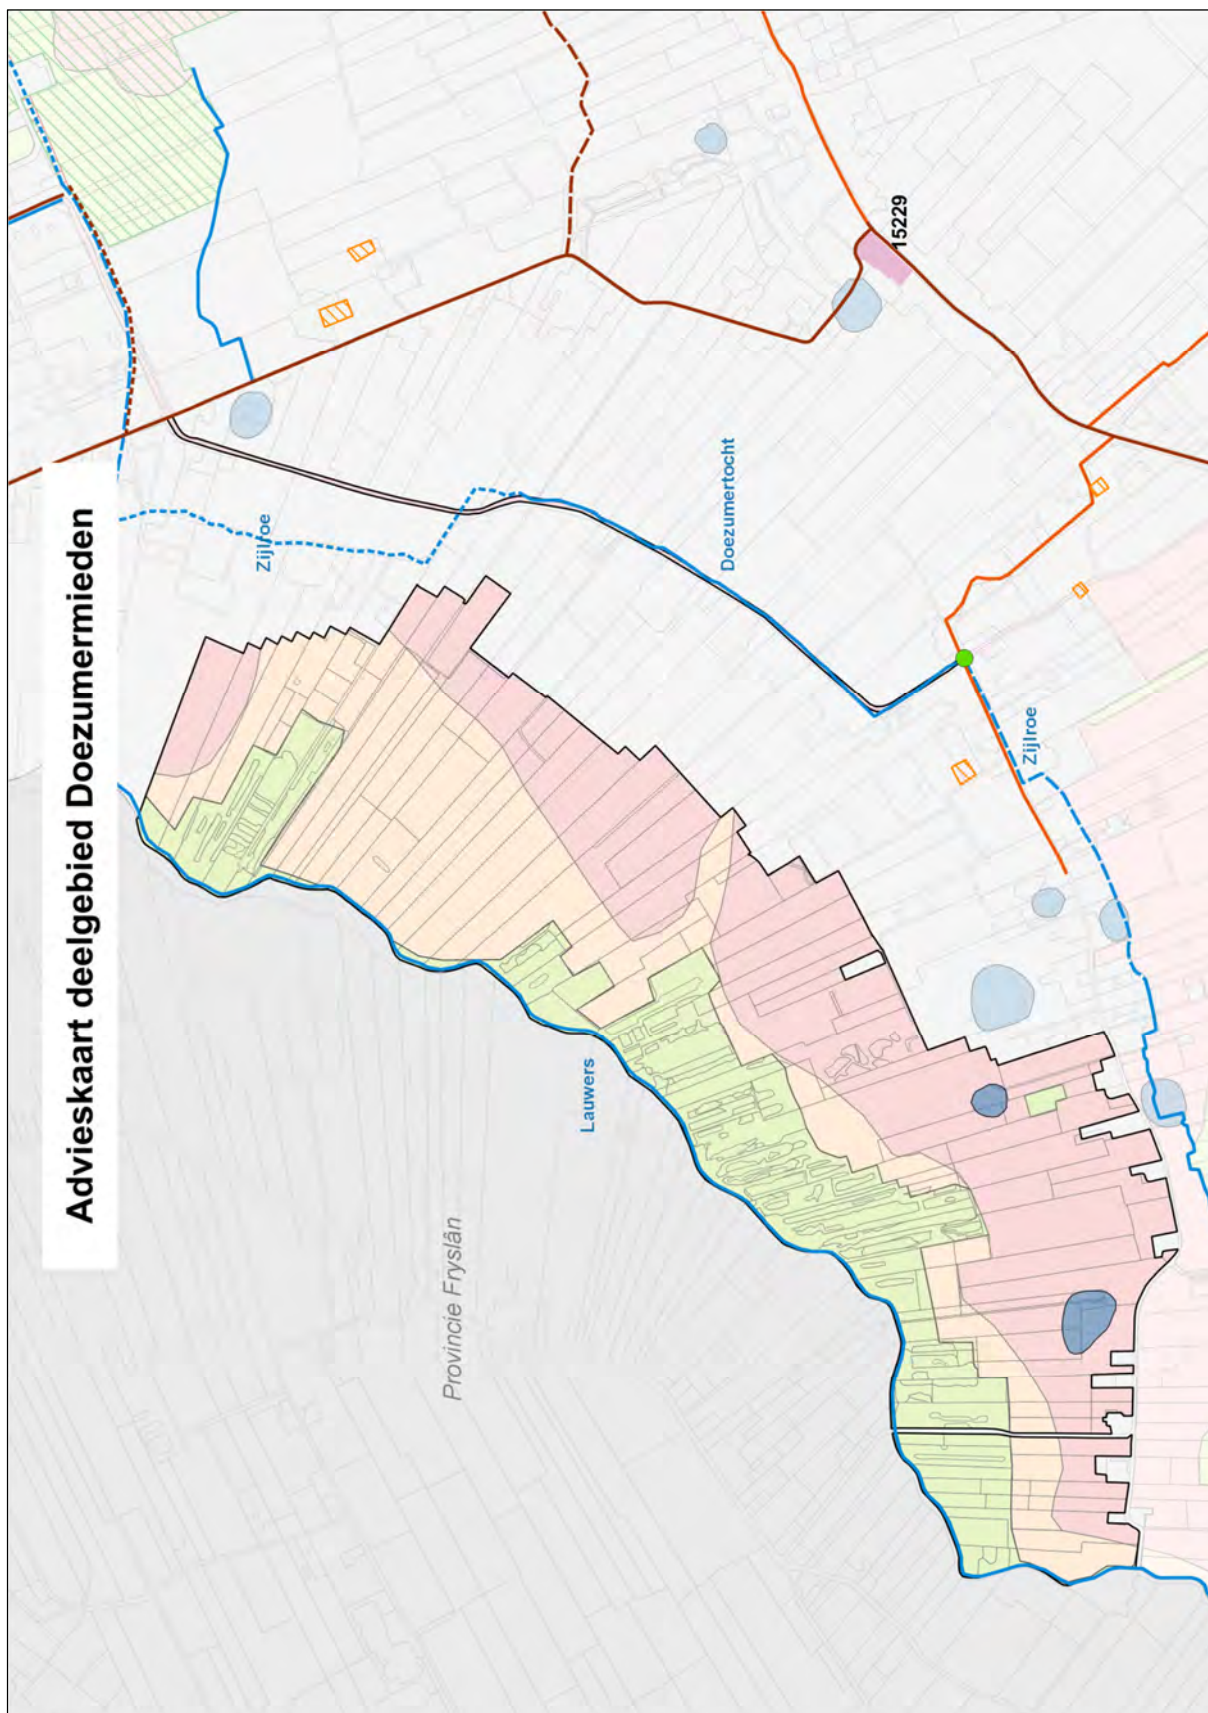 Advieskaart deelgebied Doezumermieden
Zijlroe
Doezumertocht
15229
Lauwers
Zijlroe
Provincie Fryslân